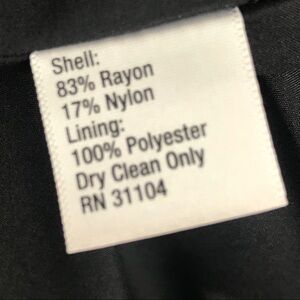 Shell:
83% Rayon
17% Nylon
Lining:
100% Polyester
Dry Clean Only
RN 31104